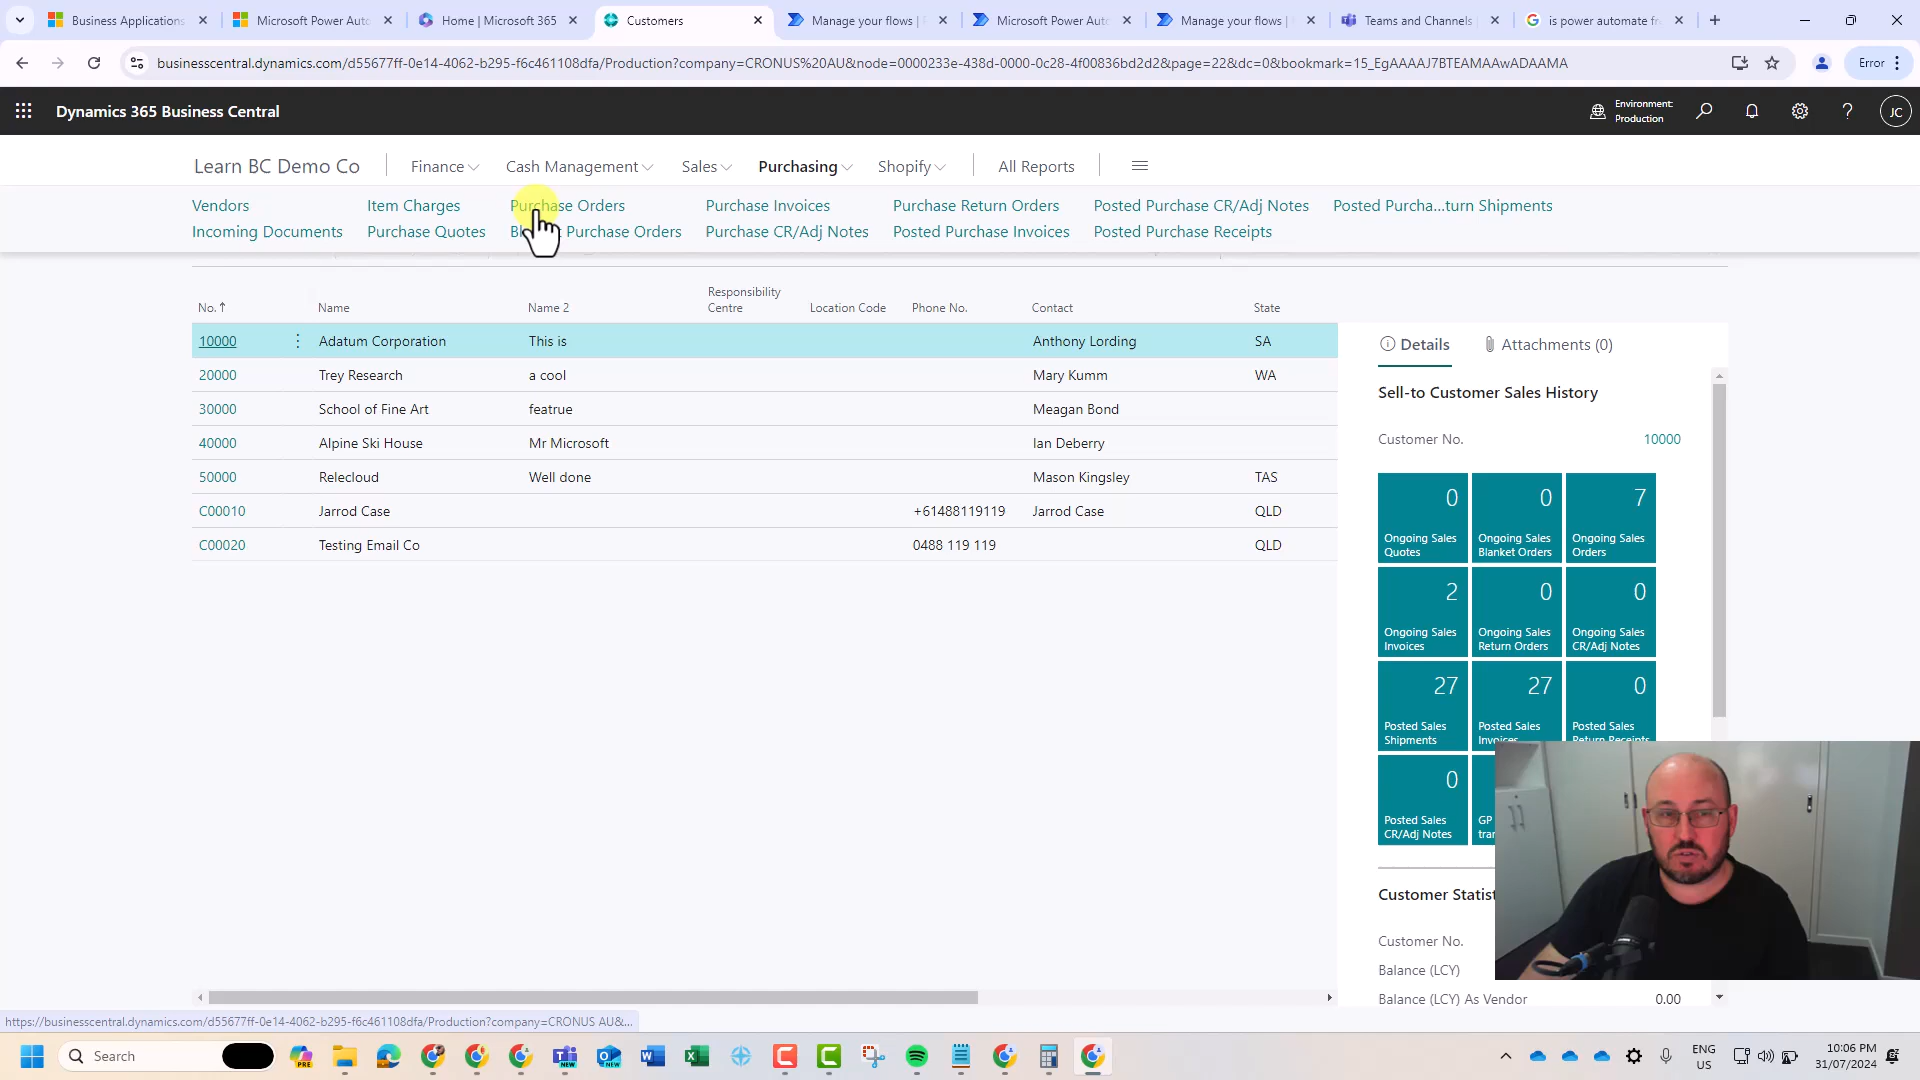 Business Applications
Microsoft Power Auto
Home | Microsoft 365
Customers
Manage your flows |
Microsoft Power Auto
Manage your flows |
Teams and Channels
is power automate fr
businesscentral.dynamics.com/d55677ff-0e14-4062-b295-f6c461108dfa/Production?company=CRONUS%20AU&node=0000233e-438d-0000-0c28-4f00836bd2d2&page=22&dc=0&bookmark=15_EgAAAAJ7BTEAMAAwADAAMA
Error
Dynamics 365 Business Central
Environment:
Production
JC
Learn BC Demo Co
Finance
Cash Management
Sales
Purchasing
Shopify
All Reports
Vendors
Item Charges
Purchase Orders
Purchase Invoices
Purchase Return Orders
Posted Purchase CR/Adj Notes
Posted Purcha...turn Shipments
Incoming Documents
Purchase Quotes
Purchase Orders
Purchase CR/Adj Notes
Posted Purchase Invoices
Posted Purchase Receipts
No. ↑
Name
Name 2
Responsibility
Centre
Location Code
Phone No.
Contact
State
10000 Adatum Corporation This is Anthony Lording SA
20000 Trey Research a cool Mary Kumm WA
30000 School of Fine Art featrue Meagan Bond
40000 Alpine Ski House Mr Microsoft Ian Deberry
50000 Relecloud Well done Mason Kingsley TAS
C00010 Jarrod Case +61488119119 Jarrod Case QLD
C00020 Testing Email Co 0488 119 119 QLD
Details
Attachments (0)
Sell-to Customer Sales History
Customer No. 10000
0
Ongoing Sales
Quotes
0
Ongoing Sales
Blanket Orders
7
Ongoing Sales
Orders
2
Ongoing Sales
Invoices
0
Ongoing Sales
Return Orders
0
Ongoing Sales
CR/Adj Notes
27
Posted Sales
Shipments
27
Posted Sales
Invoices
0
Posted Sales
Return Receipts
0
Posted Sales
CR/Adj Notes
GP
Customer Statist
Customer No.
Balance (LCY)
Balance (LCY) As Vendor 0.00
https://businesscentral.dynamics.com/d55677ff-0e14-4062-b295-f6c461108dfa/Production?company=CRONUS AU&...
Search
PRE
NEW
NEW
ENG
US
10:06 PM
31/07/2024